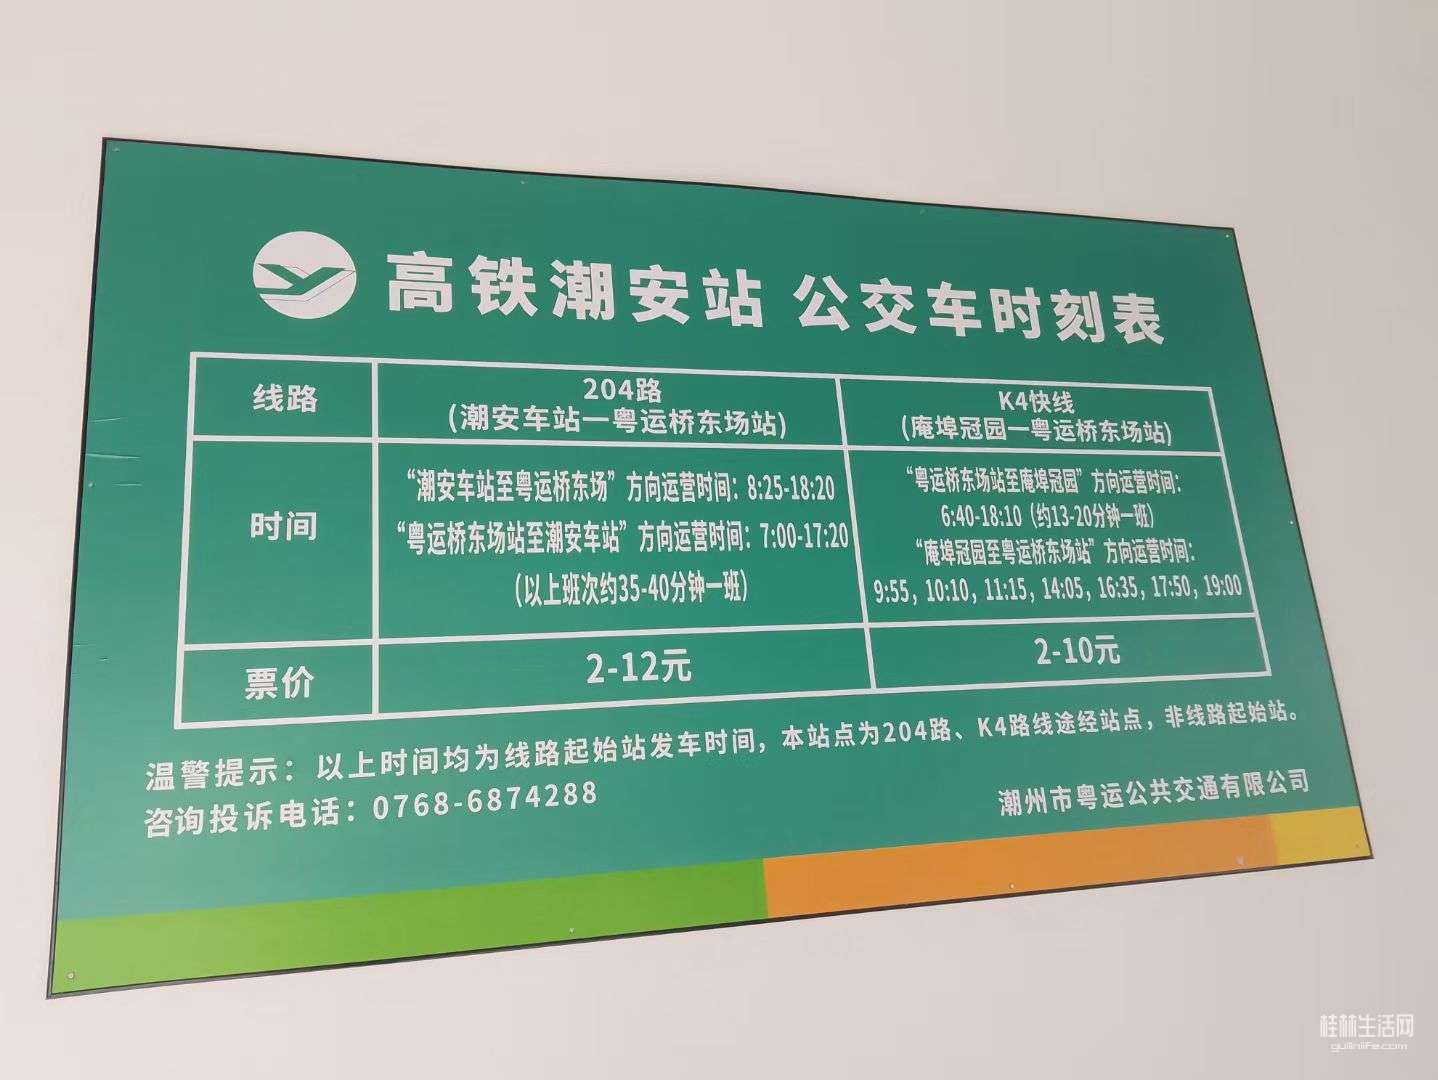 高铁潮安站 公交车时刻表
线路
204路
(潮安车站—粤运桥东场站)
K4快线
(庵埠冠园—粤运桥东场站)
时间
“潮安车站至粤运桥东场”方向运营时间：8:25-18:20
“粤运桥东场站至潮安车站”方向运营时间：7:00-17:20
（以上班次约35-40分钟一班）
“粤运桥东场站至庵埠冠园”方向运营时间：
6:40-18:10（约13-20分钟一班）
“庵埠冠园至粤运桥东场站”方向运营时间：
9:55，10:10，11:15，14:05，16:35，17:50，19:00
票价
2-12元
2-10元
温警提示：以上时间均为线路起始站发车时间，本站点为204路、K4路线途经站点，非线路起始站。
咨询投诉电话：0768-6874288
潮州市粤运公共交通有限公司
桂林生活网
guilinlife.com